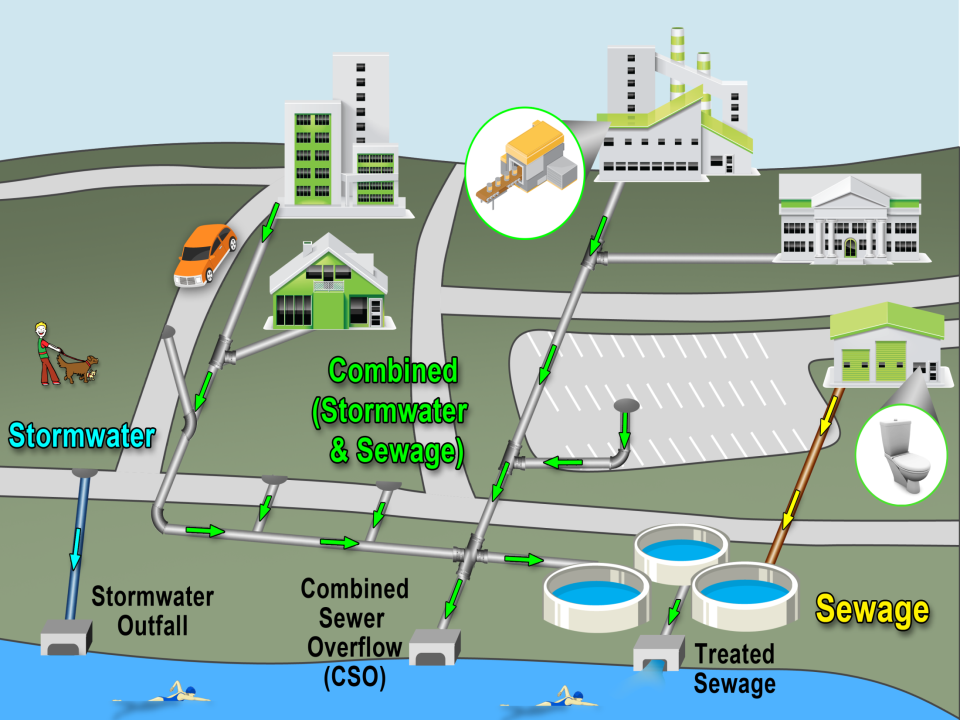 Combined
(Stormwater
& Sewage)
Stormwater
Stormwater
Outfall
Combined
Sewer
Overflow
(CSO)
Sewage
Treated
Sewage